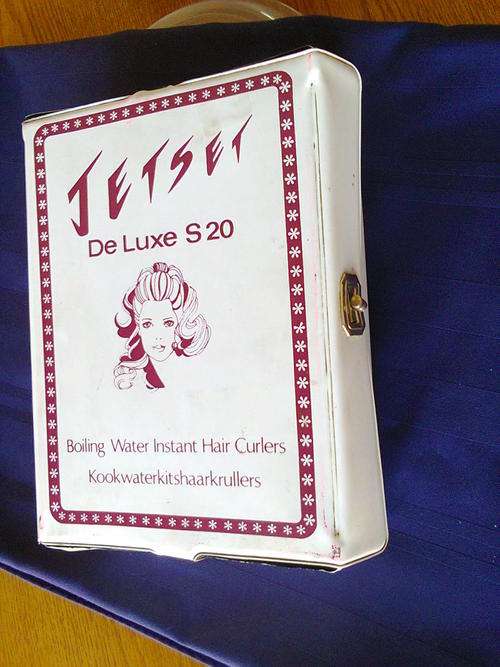 JETSET
De Luxe S 20
Boiling Water Instant Hair Curlers
Kookwaterkitshaarkrullers